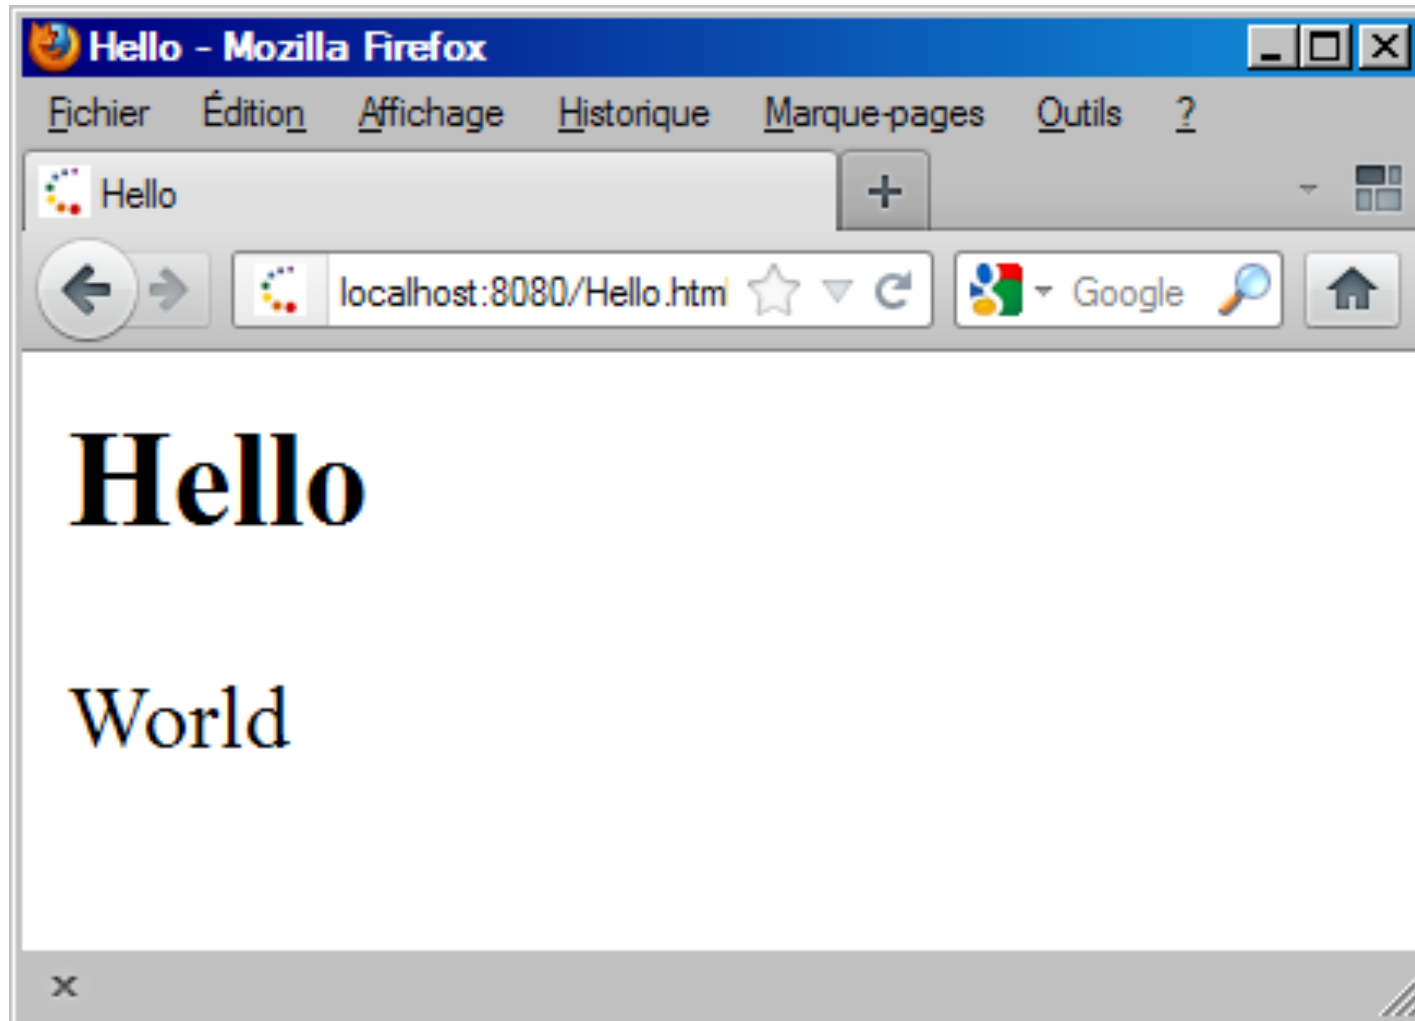 Hello - Mozilla Firefox
Fichier Édition Affichage Historique Marque-pages Outils ?
Hello
localhost:8080/Hello.html Google
Hello
World